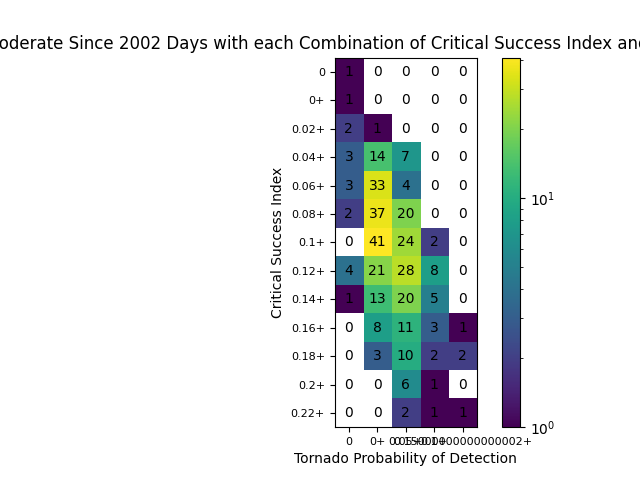 oderate Since 2002 Days with each Combination of Critical Success Index
0 1 0 0 0 0
0+ 1 0 0 0 0
0.02+ 2 1 0 0 0
0.04+ 3 14 7 0 0
0.06+ 3 33 4 0 0
0.08+ 2 37 20 0 0
0.1+ 0 41 24 2 0
0.12+ 4 21 28 8 0
0.14+ 1 13 20 5 0
0.16+ 0 8 11 3 1
0.18+ 0 3 10 2 2
0.2+ 0 0 6 1 0
0.22+ 0 0 2 1 1
0 0+
Critical Success Index
Tornado Probability of Detection
10¹
10⁰